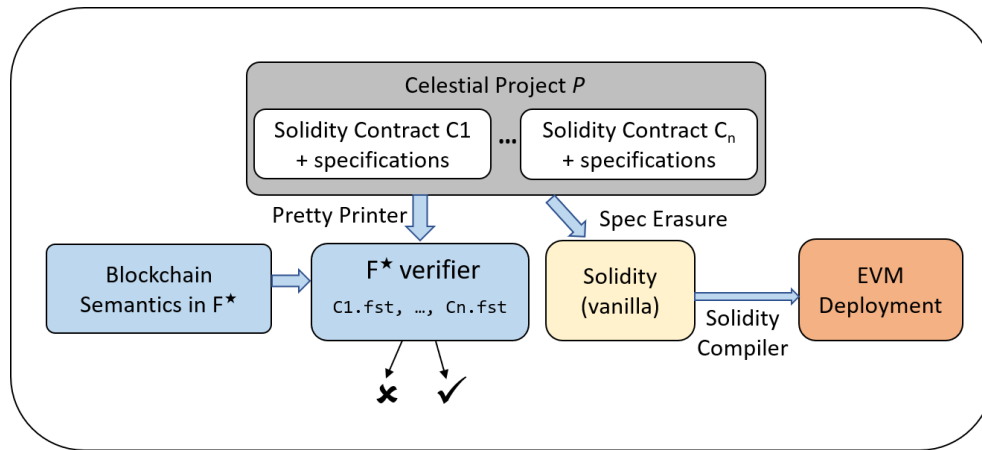 Celestial Project P
Solidity Contract C1
+ specifications
...
Solidity Contract Cn
+ specifications
Pretty Printer
Spec Erasure
Blockchain
Semantics in F★
F★ verifier
C1.fst, …, Cn.fst
Solidity
(vanilla)
Solidity
Compiler
EVM
Deployment
✘ ✓